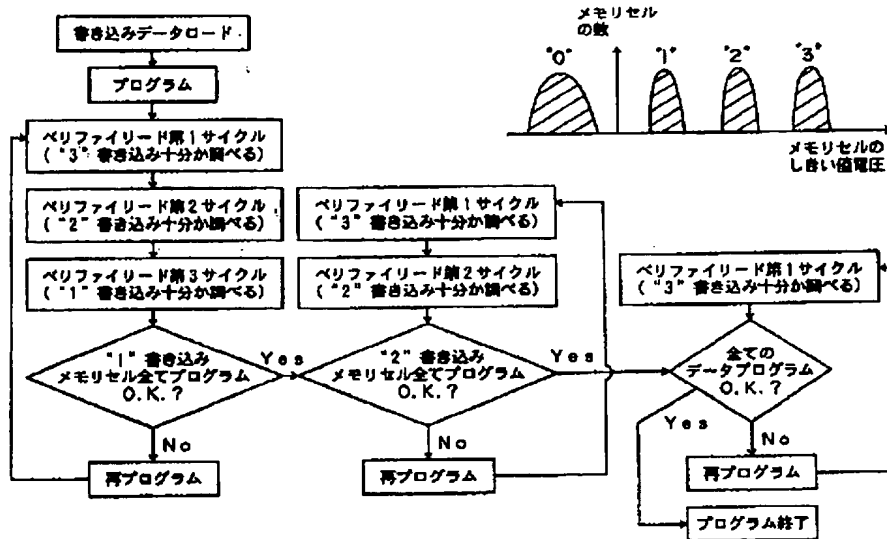 書き込みデータロード
プログラム
ベリファイリード第1サイクル
("3" 書き込み十分か調べる)
ベリファイリード第2サイクル
("2" 書き込み十分か調べる)
ベリファイリード第3サイクル
("1" 書き込み十分か調べる)
"1" 書き込み
メモリセル全てプログラム
O.K.?
Yes
No
再プログラム
ベリファイリード第1サイクル
("3" 書き込み十分か調べる)
ベリファイリード第2サイクル
("2" 書き込み十分か調べる)
"2" 書き込み
メモリセル全てプログラム
O.K.?
Yes
No
再プログラム
メモリセル
の数
"0"
"1"
"2"
"3"
メモリセルの
しきい値電圧
ベリファイリード第1サイクル
("3" 書き込み十分か調べる)
全ての
データプログラム
O.K.?
Yes
No
再プログラム
プログラム終了